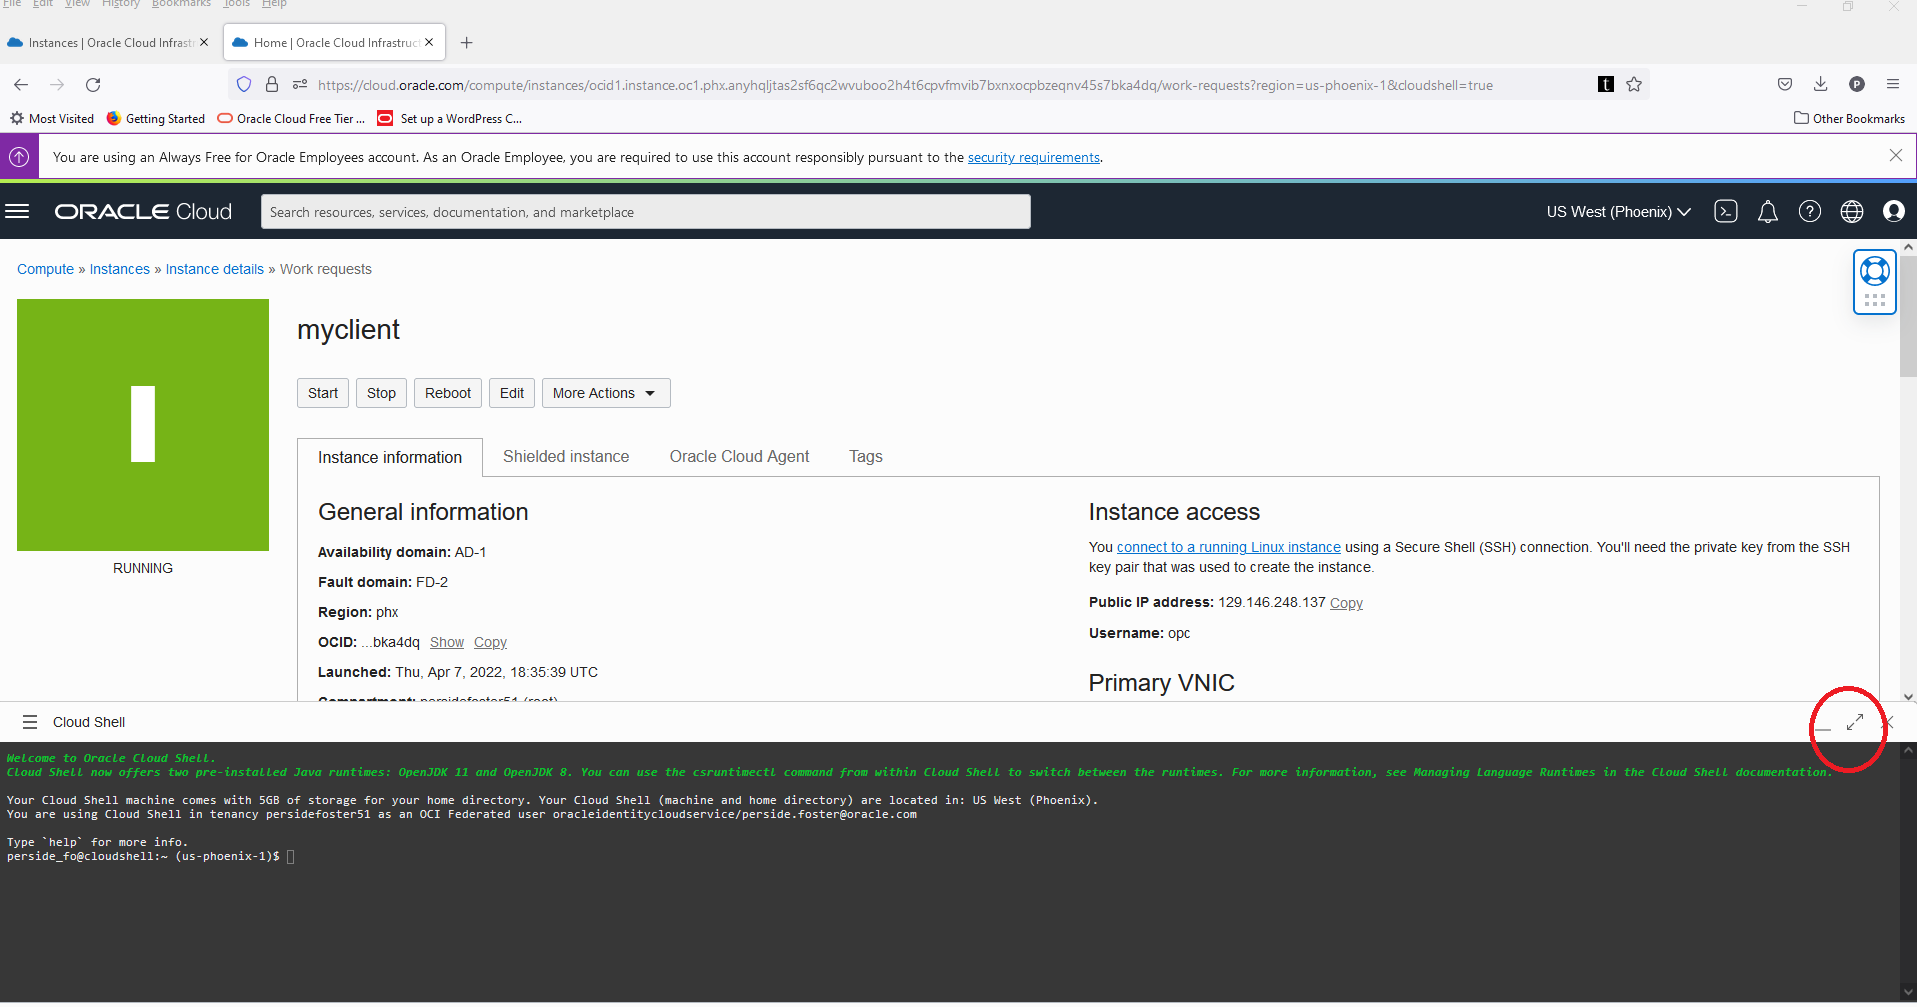 File Edit View History Bookmarks Tools Help
Instances | Oracle Cloud Infrastr
Home | Oracle Cloud Infrastruct
https://cloud.oracle.com/compute/instances/ocid1.instance.oc1.phx.anyhqljtas2sf6qc2wvuboo2h4t6cpvfmvib7bxnxocpbzeqnv45s7bka4dq/work-requests?region=us-phoenix-1&cloudshell=true
t
P
Most Visited Getting Started Oracle Cloud Free Tier ... Set up a WordPress C... Other Bookmarks
You are using an Always Free for Oracle Employees account. As an Oracle Employee, you are required to use this account responsibly pursuant to the security requirements.
ORACLE Cloud
Search resources, services, documentation, and marketplace
US West (Phoenix)
Compute » Instances » Instance details » Work requests
I
RUNNING
myclient
Start Stop Reboot Edit More Actions
Instance information Shielded instance Oracle Cloud Agent Tags
General information
Availability domain: AD-1
Fault domain: FD-2
Region: phx
OCID: ...bka4dq Show Copy
Launched: Thu, Apr 7, 2022, 18:35:39 UTC
Compartment: persidefoster51 (root)
Instance access
You connect to a running Linux instance using a Secure Shell (SSH) connection. You'll need the private key from the SSH
key pair that was used to create the instance.
Public IP address: 129.146.248.137 Copy
Username: opc
Primary VNIC
Cloud Shell
Welcome to Oracle Cloud Shell.
Cloud Shell now offers two pre-installed Java runtimes: OpenJDK 11 and OpenJDK 8. You can use the csruntimectl command from within Cloud Shell to switch between the runtimes. For more information, see Managing Language Runtimes in the Cloud Shell documentation.
Your Cloud Shell machine comes with 5GB of storage for your home directory. Your Cloud Shell (machine and home directory) are located in: US West (Phoenix).
You are using Cloud Shell in tenancy persidefoster51 as an OCI Federated user oracleidentitycloudservice/perside.foster@oracle.com
Type `help` for more info.
perside_fo@cloudshell:~ (us-phoenix-1)$